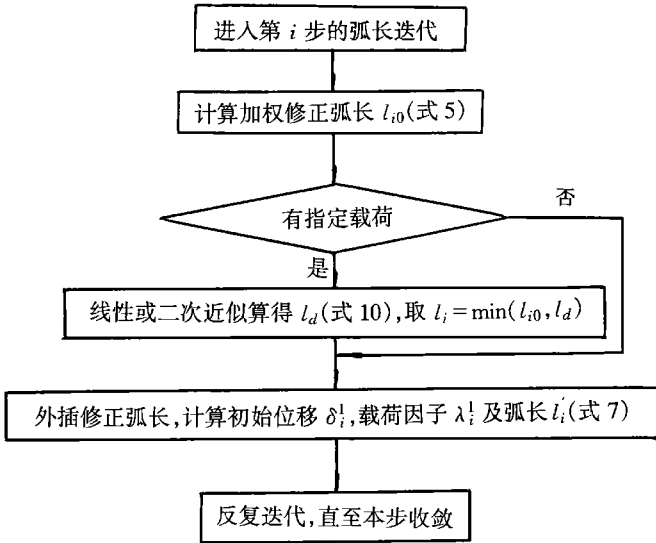 进入第 i 步的弧长迭代
计算加权修正弧长 l_{i0}(式 5)
有指定载荷
否
是
线性或二次近似算得 l_d(式 10),取 l_i = min(l_{i0}, l_d)
外插修正弧长,计算初始位移 δ_i^1,载荷因子 λ_i^1 及弧长 l_i'(式 7)
反复迭代,直至本步收敛